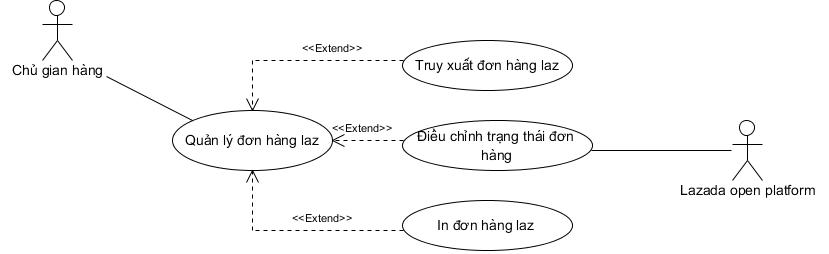 <<Extend>>
Truy xuất đơn hàng laz
Chủ gian hàng
<<Extend>>
Quản lý đơn hàng laz
Điều chỉnh trạng thái đơn
hàng
Lazada open platform
<<Extend>>
In đơn hàng laz